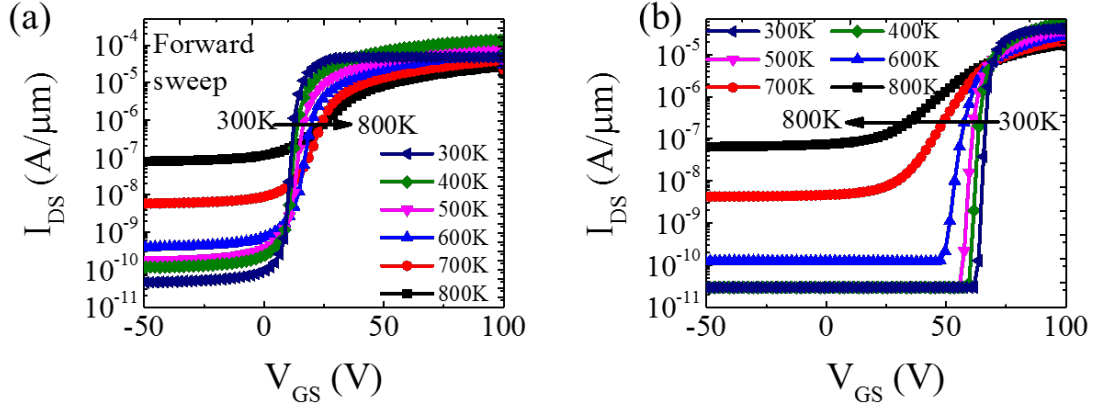 (a)
Forward
sweep
300K
800K
300K
400K
500K
600K
700K
800K
10⁻⁴
10⁻⁵
10⁻⁶
10⁻⁷
10⁻⁸
10⁻⁹
10⁻¹⁰
10⁻¹¹
I_DS (A/μm)
-50
0
50
100
V_GS (V)
(b)
300K
400K
500K
600K
700K
800K
800K
300K
10⁻⁵
10⁻⁶
10⁻⁷
10⁻⁸
10⁻⁹
10⁻¹⁰
10⁻¹¹
I_DS (A/μm)
-50
0
50
100
V_GS (V)